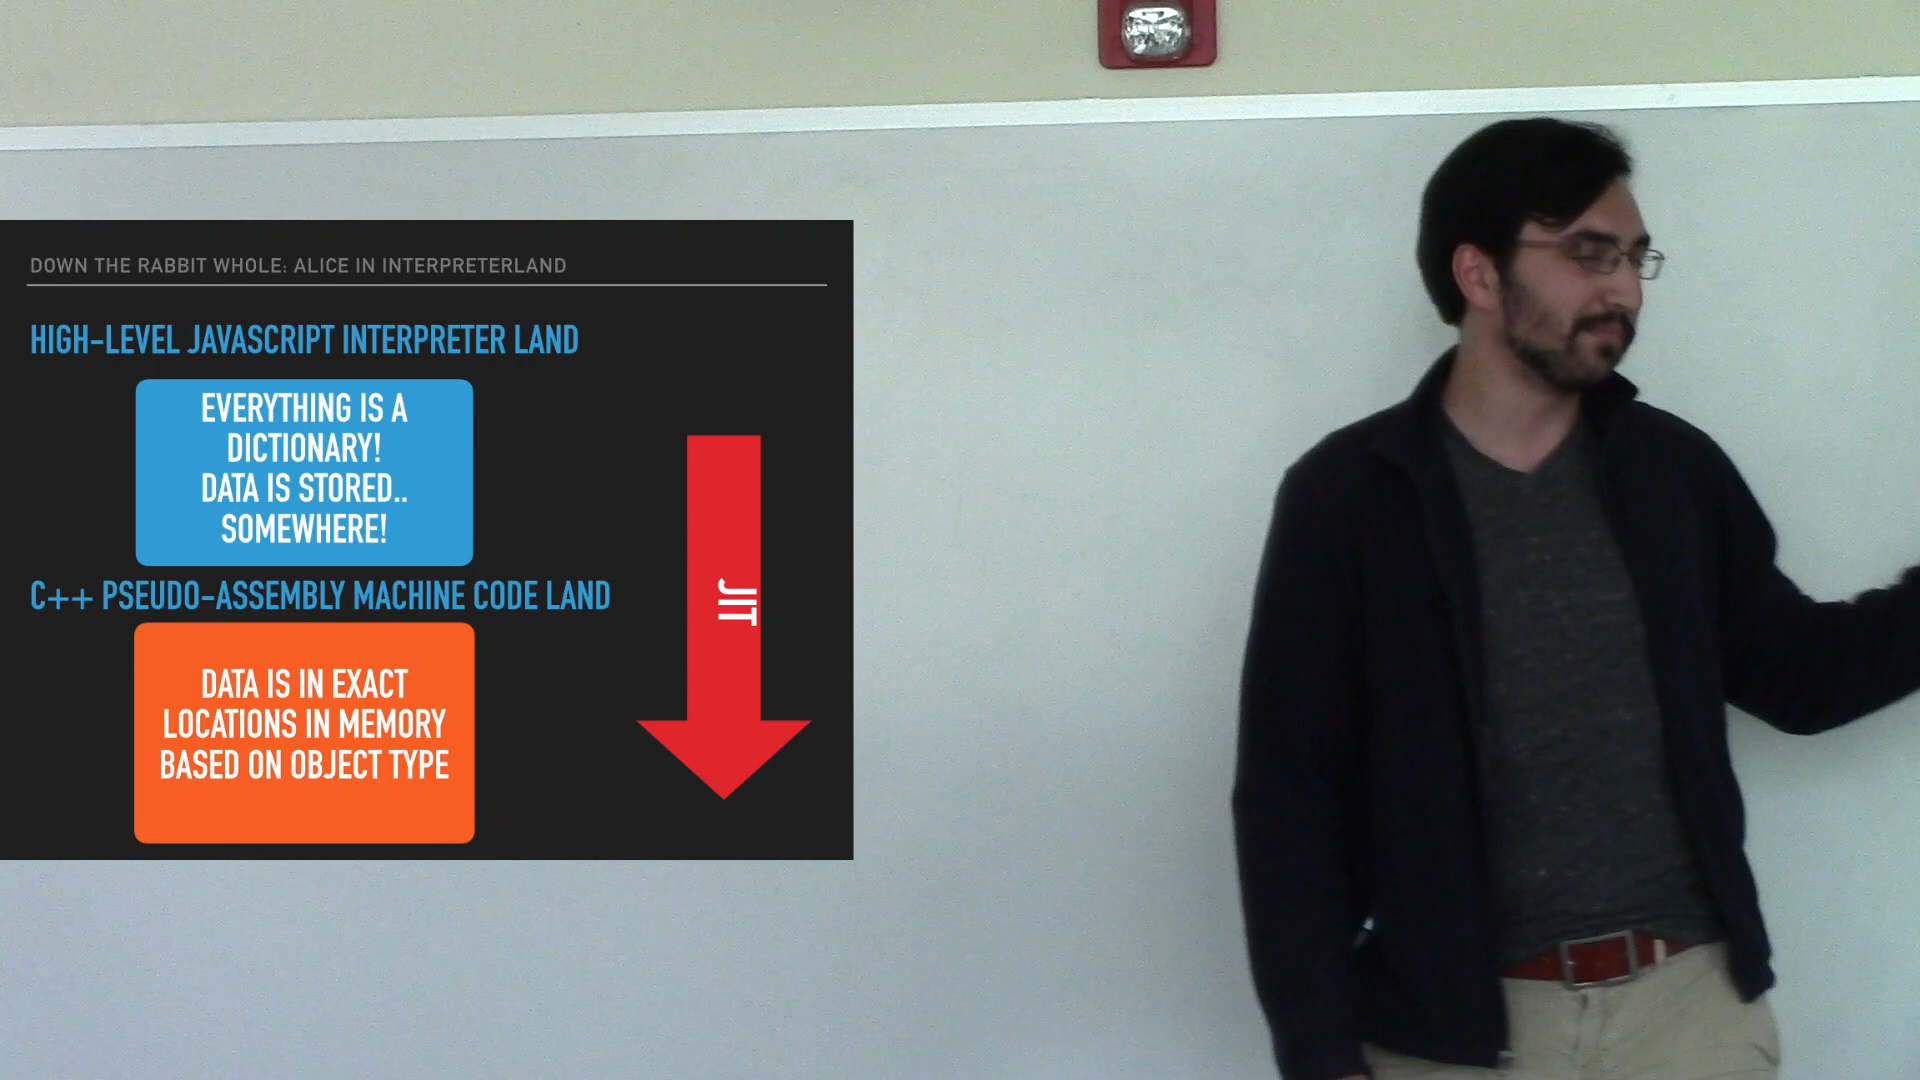 DOWN THE RABBIT WHOLE: ALICE IN INTERPRETERLAND
HIGH-LEVEL JAVASCRIPT INTERPRETER LAND
EVERYTHING IS A
DICTIONARY!
DATA IS STORED..
SOMEWHERE!
JIT
C++ PSEUDO-ASSEMBLY MACHINE CODE LAND
DATA IS IN EXACT
LOCATIONS IN MEMORY
BASED ON OBJECT TYPE